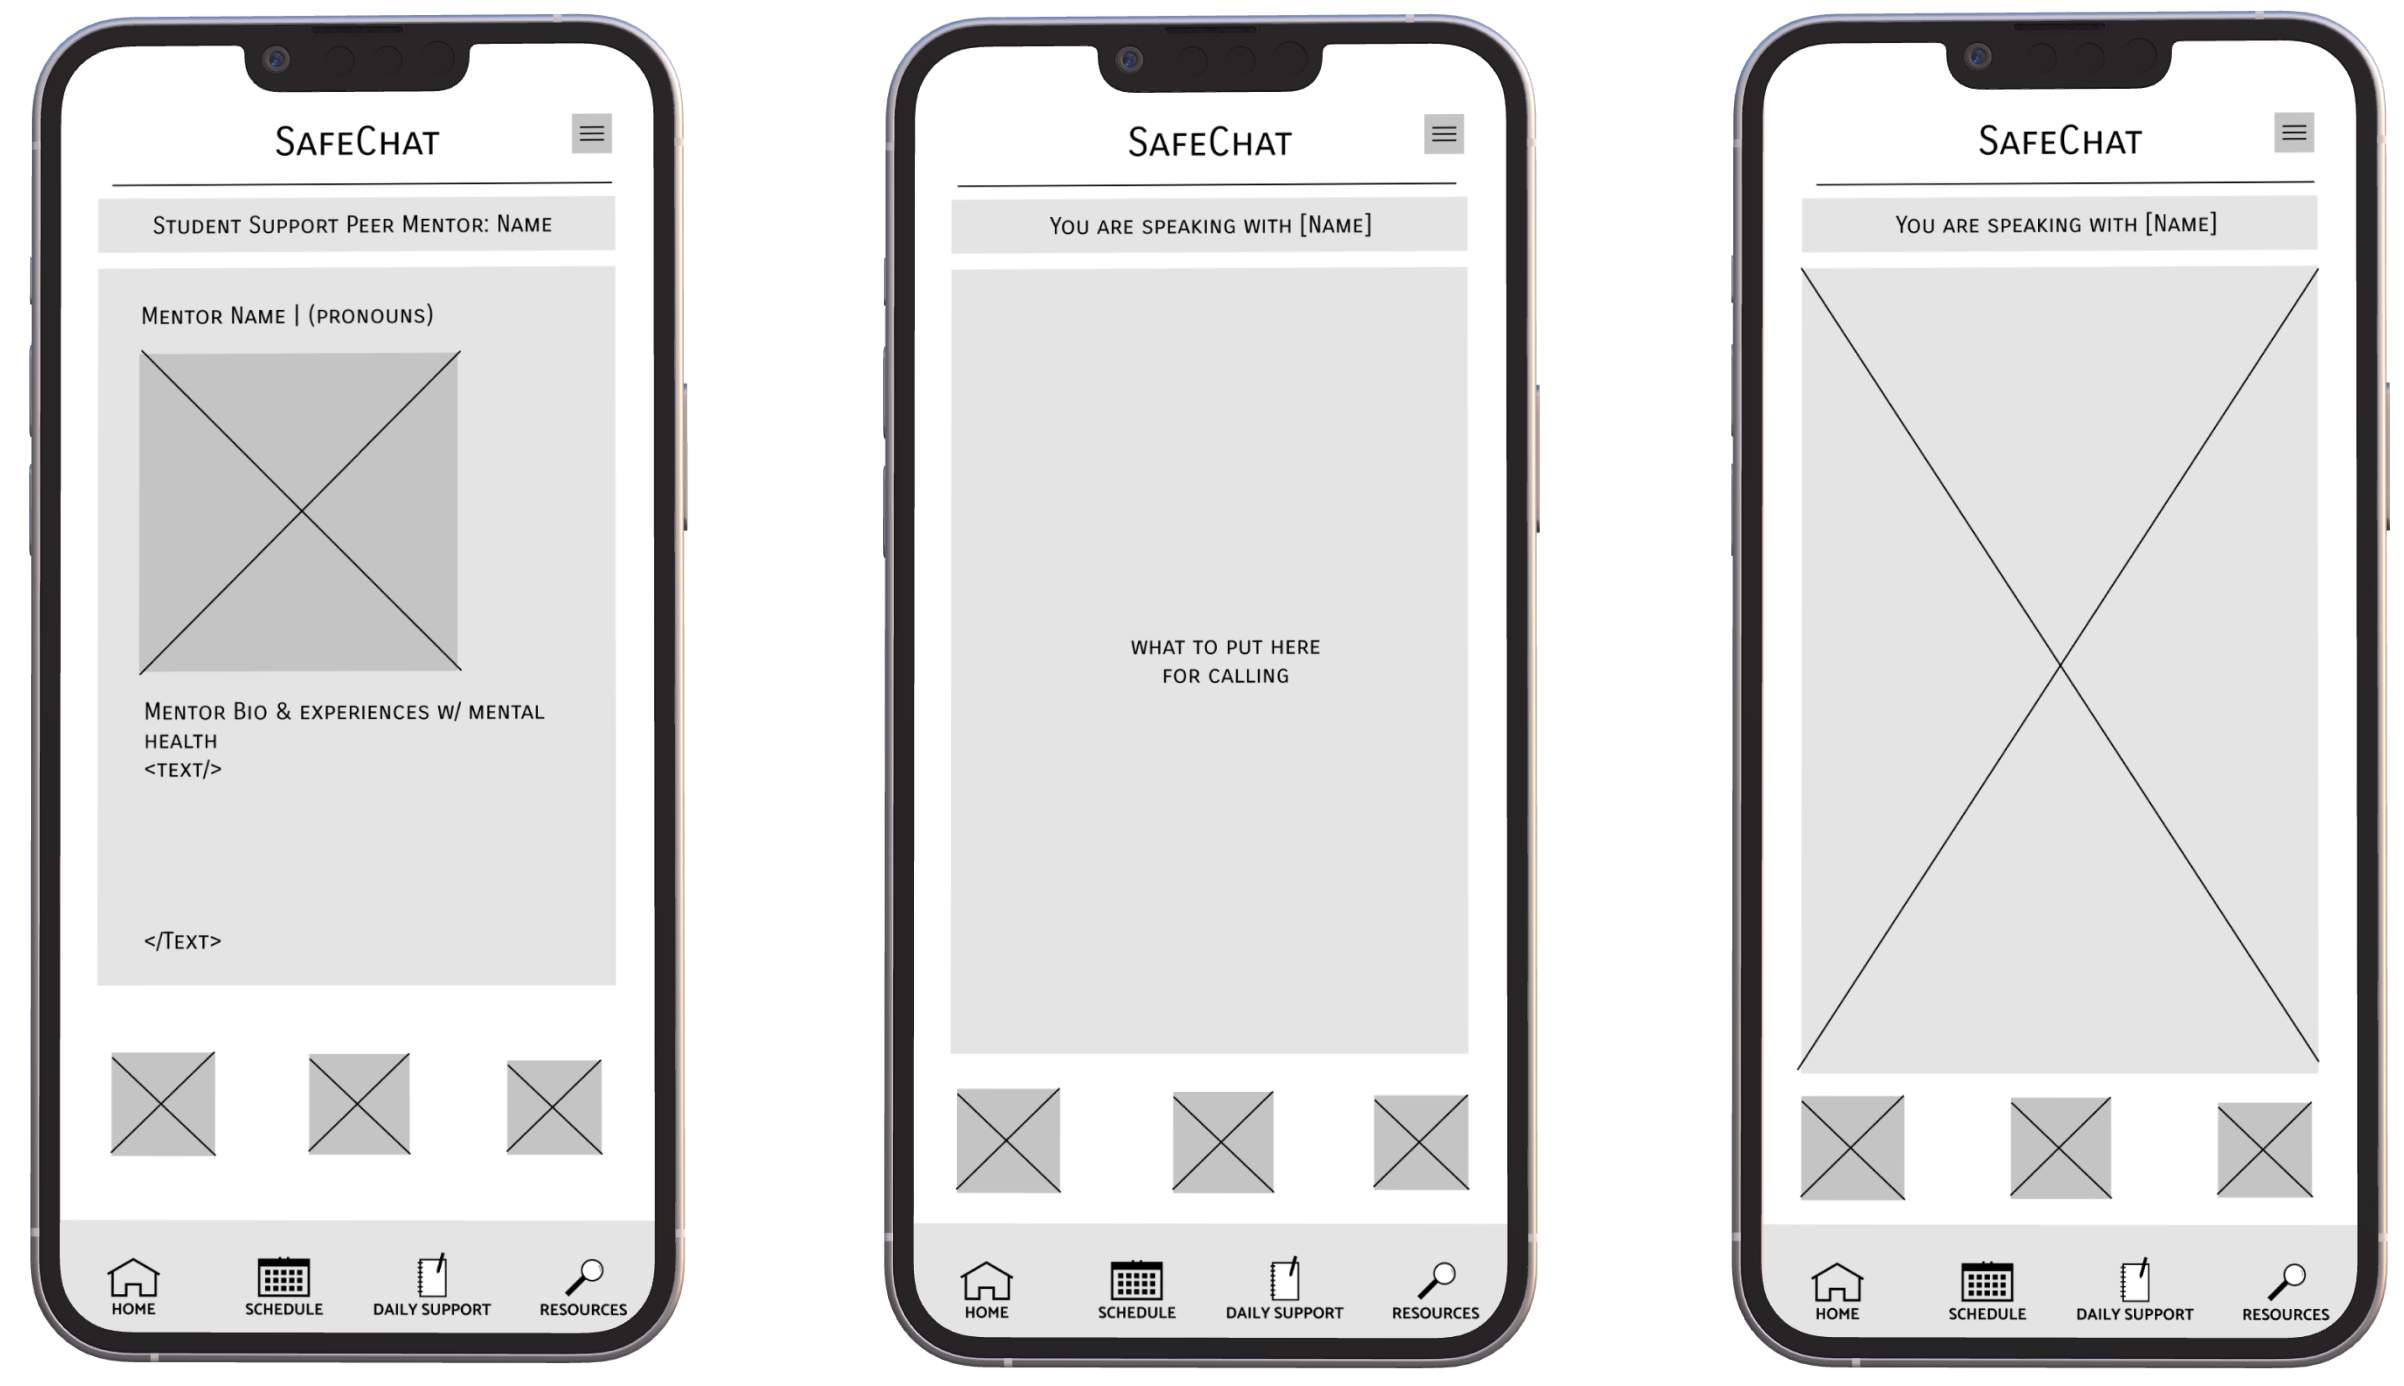 SafeChat
Student Support Peer Mentor: Name
Mentor Name | (pronouns)
Mentor Bio & experiences w/ mental
health
<text/>
</Text>
HOME
SCHEDULE
DAILY SUPPORT
RESOURCES
SafeChat
You are speaking with [Name]
what to put here
for calling
HOME
SCHEDULE
DAILY SUPPORT
RESOURCES
SafeChat
You are speaking with [Name]
HOME
SCHEDULE
DAILY SUPPORT
RESOURCES